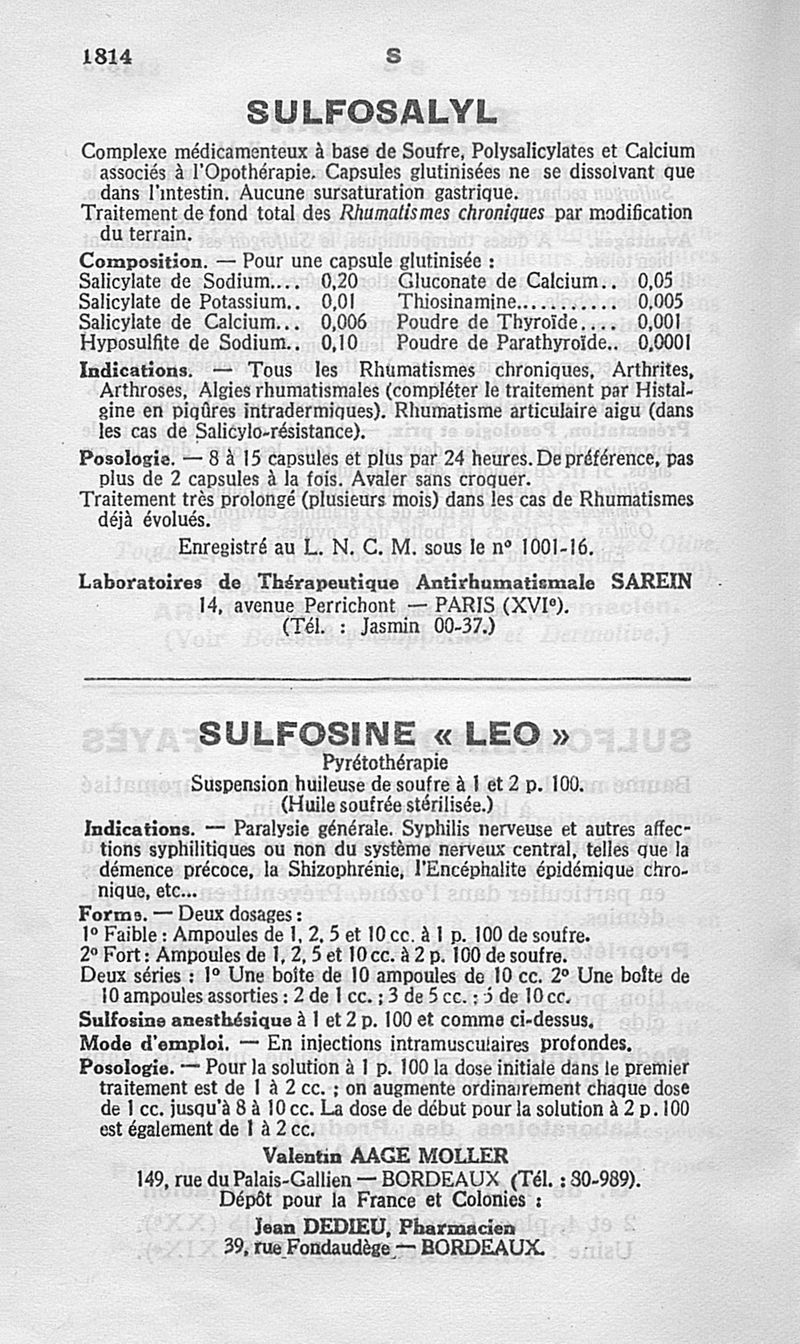 1814
S
SULFOSALYL
Complexe médicamenteux à base de Soufre, Polysalicylates et Calcium
associés à l'Opothérapie. Capsules glutinisées ne se dissolvant que
dans l'intestin. Aucune sursaturation gastrique.
Traitement de fond total des Rhumatismes chroniques par modification
du terrain.
Composition. — Pour une capsule glutinisée :
Salicylate de Sodium.... 0,20 Gluconate de Calcium.. 0,05
Salicylate de Potassium.. 0,01 Thiosinamine............ 0,005
Salicylate de Calcium... 0,006 Poudre de Thyroïde.... 0,001
Hyposulfite de Sodium.. 0,10 Poudre de Parathyroïde.. 0,0001
Indications. — Tous les Rhumatismes chroniques, Arthrites,
Arthroses, Algies rhumatismales (compléter le traitement par Histal-
gine en piqûres intradermiques). Rhumatisme articulaire aigu (dans
les cas de Salicylo-résistance).
Posologie. — 8 à 15 capsules et plus par 24 heures. De préférence, pas
plus de 2 capsules à la fois. Avaler sans croquer.
Traitement très prolongé (plusieurs mois) dans les cas de Rhumatismes
déjà évolués.
Enregistré au L. N. C. M. sous le n° 1001-16.
Laboratoires de Thérapeutique Antirhumatismale SAREIN
14, avenue Perrichont — PARIS (XVIe).
(Tél. : Jasmin 00-37.)
SULFOSINE « LEO »
Pyrétothérapie
Suspension huileuse de soufre à 1 et 2 p. 100.
(Huile soufrée stérilisée.)
Indications. — Paralysie générale. Syphilis nerveuse et autres affec-
tions syphilitiques ou non du système nerveux central, telles que la
démence précoce, la Shizophrénie, l'Encéphalite épidémique chro-
nique, etc...
Forms. — Deux dosages :
1° Faible : Ampoules de 1, 2, 5 et 10 cc. à 1 p. 100 de soufre.
2° Fort : Ampoules de 1, 2, 5 et 10 cc. à 2 p. 100 de soufre.
Deux séries : 1° Une boîte de 10 ampoules de 10 cc. 2° Une boîte de
10 ampoules assorties : 2 de 1 cc. ; 3 de 5 cc. ; 5 de 10 cc.
Sulfosine anesthésique à 1 et 2 p. 100 et comme ci-dessus.
Mode d'emploi. — En injections intramusculaires profondes.
Posologie. — Pour la solution à 1 p. 100 la dose initiale dans le premier
traitement est de 1 à 2 cc. ; on augmente ordinairement chaque dose
de 1 cc. jusqu'à 8 à 10 cc. La dose de début pour la solution à 2 p. 100
est également de 1 à 2 cc.
Valentin AAGE MOLLER
149, rue du Palais-Gallien — BORDEAUX (Tél. : 80-989).
Dépôt pour la France et Colonies :
Jean DEDIEU, Pharmacien
39, rue Fondaudège — BORDEAUX.